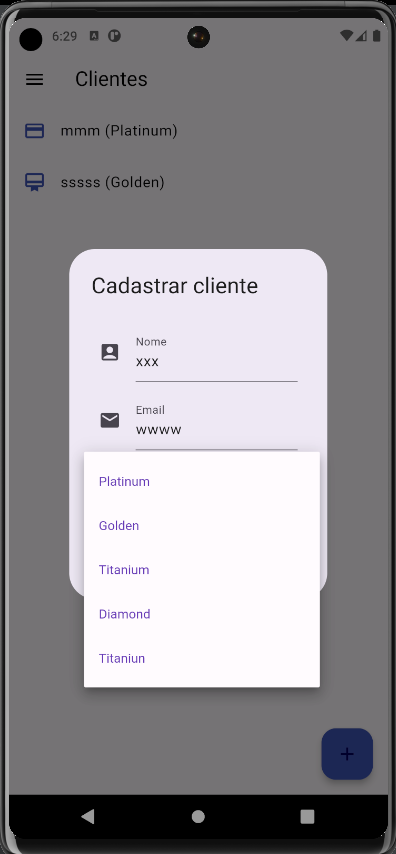 6:29
Clientes
mmm (Platinum)
sssss (Golden)
Cadastrar cliente
Nome
xxx
Email
wwww
Platinum
Golden
Titanium
Diamond
Titaniun